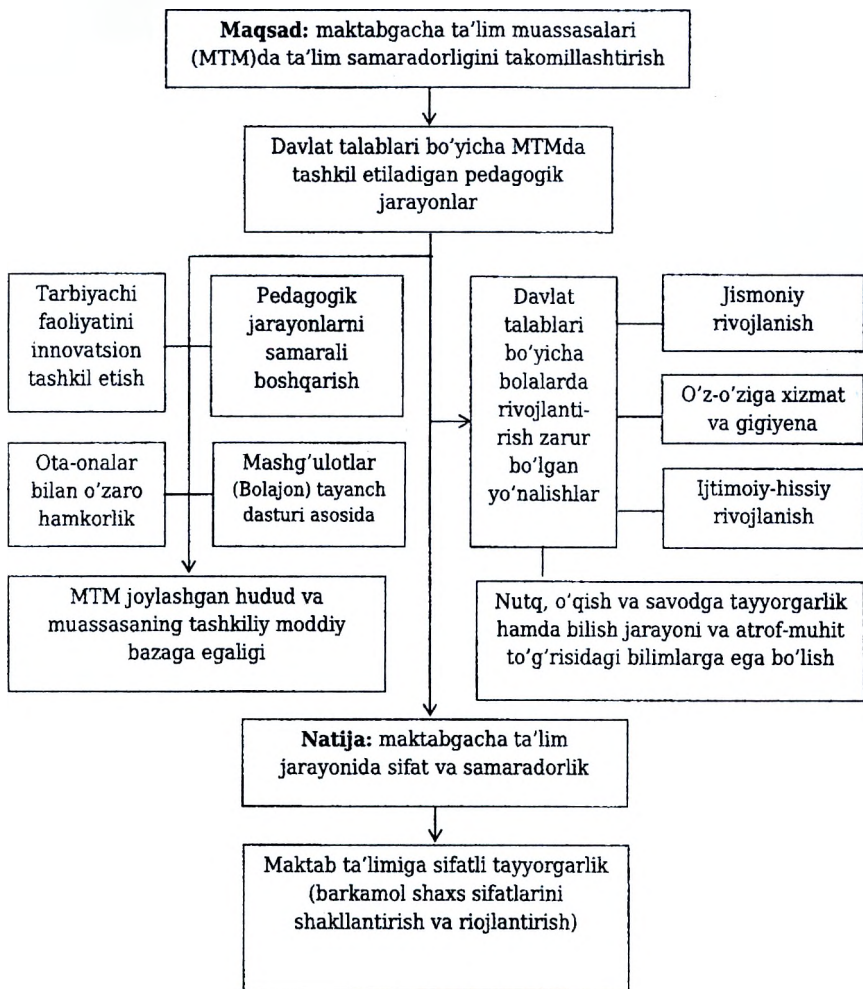 Maqsad: maktabgacha ta'lim muassasalari
(MTM)da ta'lim samaradorligini takomillashtirish
Davlat talablari bo'yicha MTMda
tashkil etiladigan pedagogik
jarayonlar
Tarbiyachi
faoliyatini
innovatsion
tashkil etish
Pedagogik
jarayonlarni
samarali
boshqarish
Ota-onalar
bilan o'zaro
hamkorlik
Mashg'ulotlar
(Bolajon) tayanch
dasturi asosida
MTM joylashgan hudud va
muassasaning tashkiliy moddiy
bazaga egaligi
Davlat
talablari
bo'yicha
bolalarda
rivojlanti-
rish zarur
bo'lgan
yo'nalishlar
Jismoniy
rivojlanish
O'z-o'ziga xizmat
va gigiyena
Ijtimoiy-hissiy
rivojlanish
Nutq, o'qish va savodga tayyorgarlik
hamda bilish jarayoni va atrof-muhit
to'g'risidagi bilimlarga ega bo'lish
Natija: maktabgacha ta'lim
jarayonida sifat va samaradorlik
Maktab ta'limiga sifatli tayyorgarlik
(barkamol shaxs sifatlarini
shakllantirish va riojlantirish)